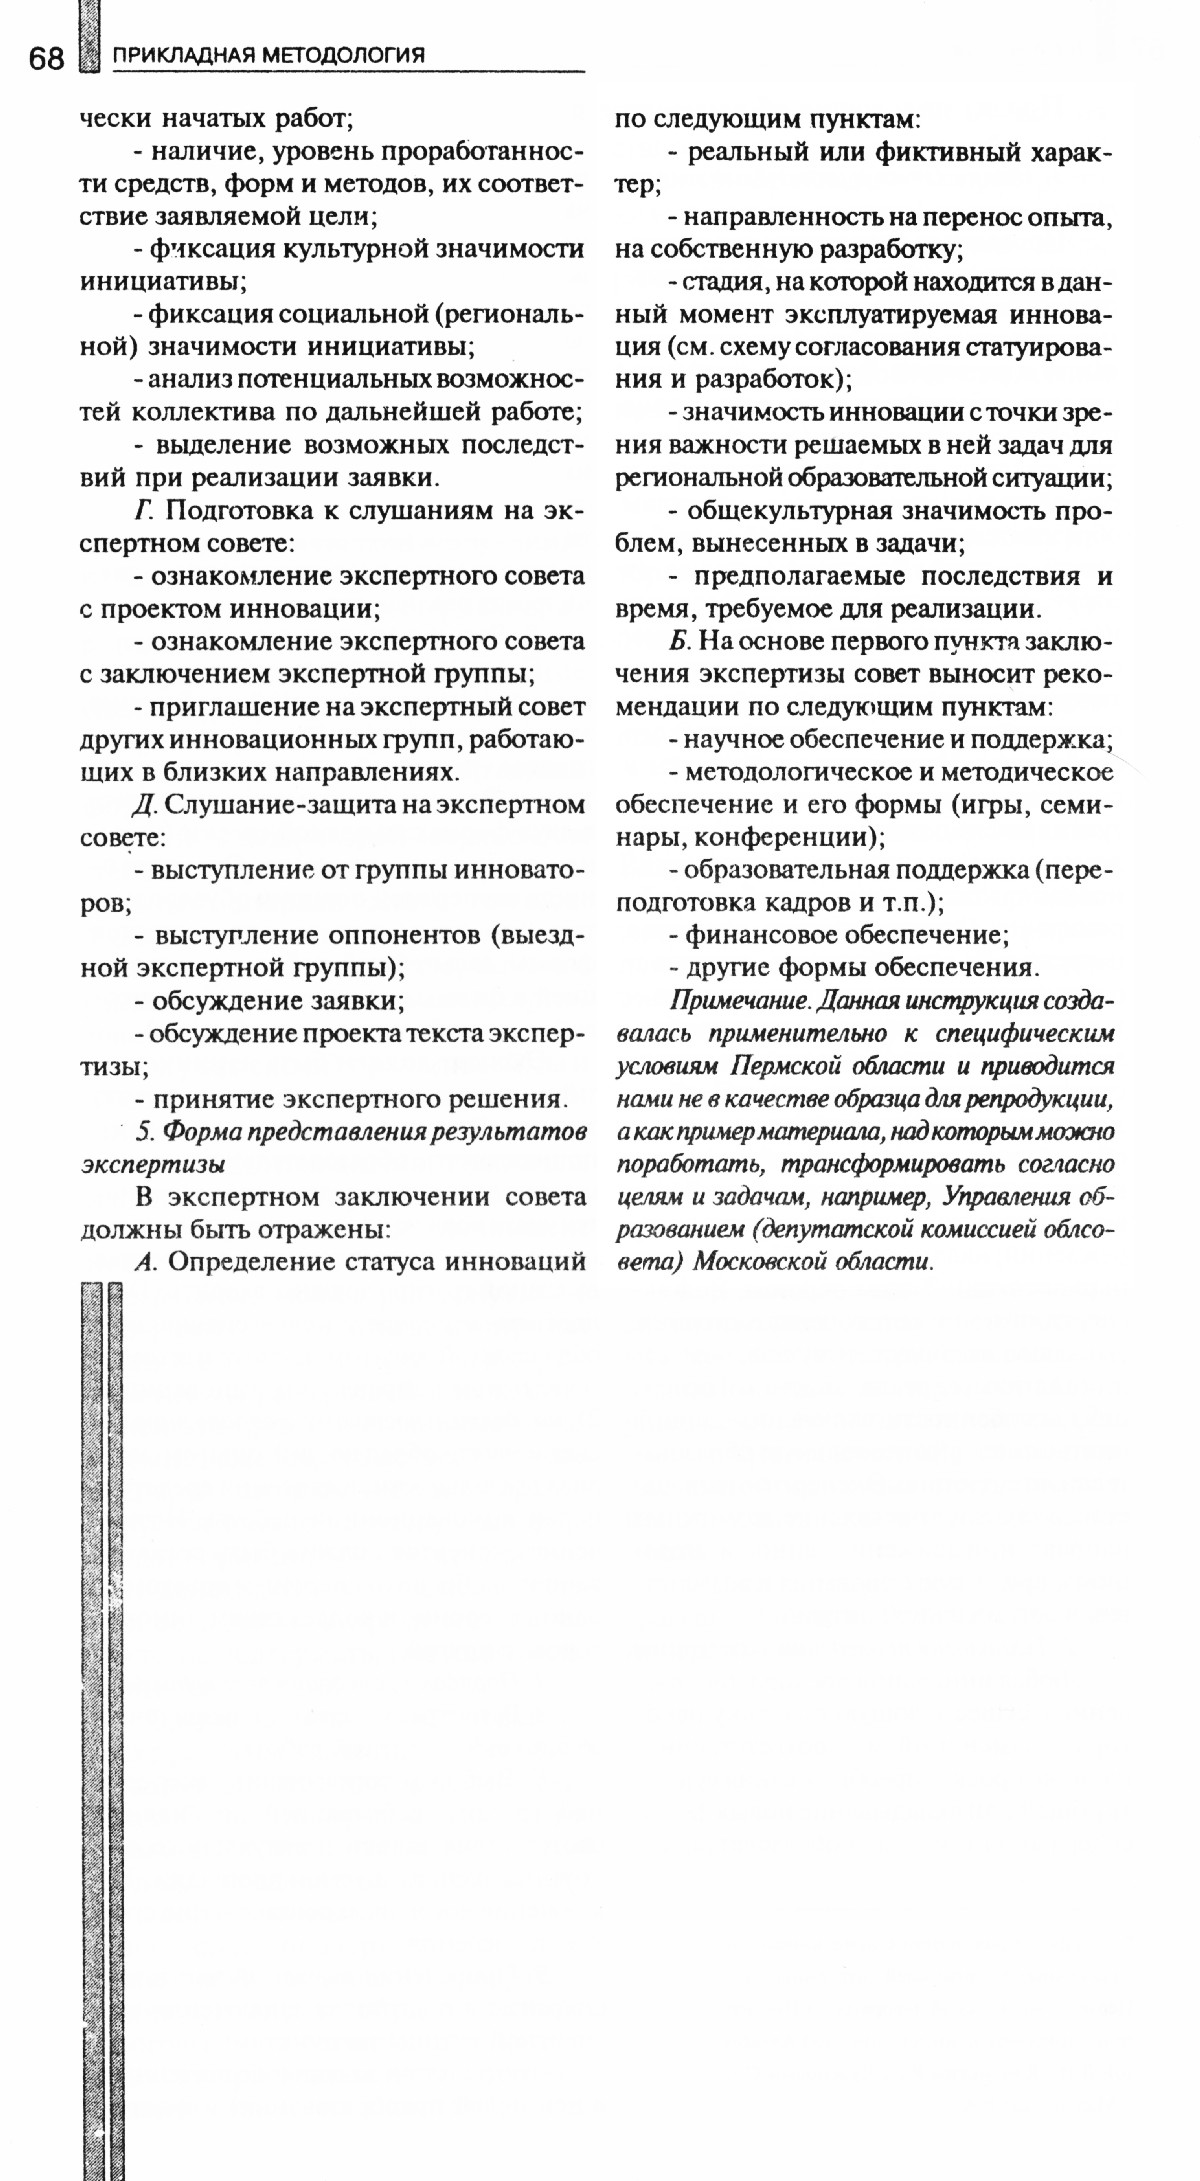 68
ПРИКЛАДНАЯ МЕТОДОЛОГИЯ
чески начатых работ;
- наличие, уровень проработаннос-
ти средств, форм и методов, их соответ-
ствие заявляемой цели;
- фиксация культурной значимости
инициативы;
- фиксация социальной (региональ-
ной) значимости инициативы;
- анализ потенциальных возможнос-
тей коллектива по дальнейшей работе;
- выделение возможных последст-
вий при реализации заявки.
Г. Подготовка к слушаниям на эк-
спертном совете:
- ознакомление экспертного совета
с проектом инновации;
- ознакомление экспертного совета
с заключением экспертной группы;
- приглашение на экспертный совет
других инновационных групп, работаю-
щих в близких направлениях.
Д. Слушание-защита на экспертном
совете:
- выступление от группы инновато-
ров;
- выступление оппонентов (выезд-
ной экспертной группы);
- обсуждение заявки;
- обсуждение проекта текста экспер-
тизы;
- принятие экспертного решения.
5. Форма представления результатов
экспертизы
В экспертном заключении совета
должны быть отражены:
А. Определение статуса инноваций
по следующим пунктам:
- реальный или фиктивный харак-
тер;
- направленность на перенос опыта,
на собственную разработку;
- стадия, на которой находится в дан-
ный момент эксплуатируемая иннова-
ция (см. схему согласования статуирова-
ния и разработок);
- значимость инновации с точки зре-
ния важности решаемых в ней задач для
региональной образовательной ситуации;
- общекультурная значимость про-
блем, вынесенных в задачи;
- предполагаемые последствия и
время, требуемое для реализации.
Б. На основе первого пункта заклю-
чения экспертизы совет выносит реко-
мендации по следующим пунктам:
- научное обеспечение и поддержка;
- методологическое и методическое
обеспечение и его формы (игры, семи-
нары, конференции);
- образовательная поддержка (пере-
подготовка кадров и т.п.);
- финансовое обеспечение;
- другие формы обеспечения.
Примечание. Данная инструкция созда-
валась применительно к специфическим
условиям Пермской области и приводится
нами не в качестве образца для репродукции,
а как пример материала, над которым можно
поработать, трансформировать согласно
целям и задачам, например, Управления об-
разованием (депутатской комиссией облсо-
вета) Московской области.